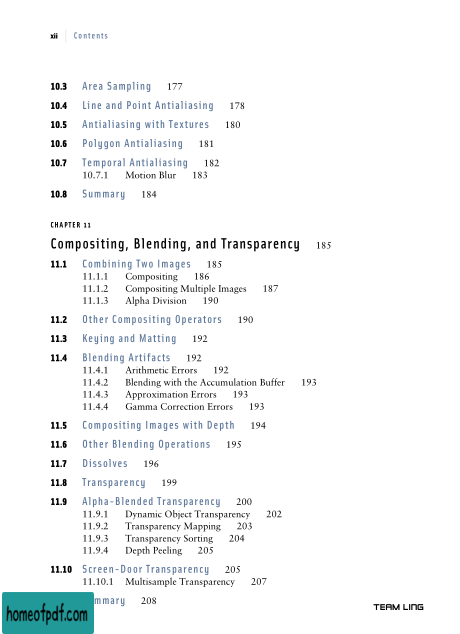 xii Contents
10.3 Area Sampling 177
10.4 Line and Point Antialiasing 178
10.5 Antialiasing with Textures 180
10.6 Polygon Antialiasing 181
10.7 Temporal Antialiasing 182
10.7.1 Motion Blur 183
10.8 Summary 184
CHAPTER 11
Compositing, Blending, and Transparency 185
11.1 Combining Two Images 185
11.1.1 Compositing 186
11.1.2 Compositing Multiple Images 187
11.1.3 Alpha Division 190
11.2 Other Compositing Operators 190
11.3 Keying and Matting 192
11.4 Blending Artifacts 192
11.4.1 Arithmetic Errors 192
11.4.2 Blending with the Accumulation Buffer 193
11.4.3 Approximation Errors 193
11.4.4 Gamma Correction Errors 193
11.5 Compositing Images with Depth 194
11.6 Other Blending Operations 195
11.7 Dissolves 196
11.8 Transparency 199
11.9 Alpha-Blended Transparency 200
11.9.1 Dynamic Object Transparency 202
11.9.2 Transparency Mapping 203
11.9.3 Transparency Sorting 204
11.9.4 Depth Peeling 205
11.10 Screen-Door Transparency 205
11.10.1 Multisample Transparency 207
mmary 208
TEAM LING
homeofpdf.com